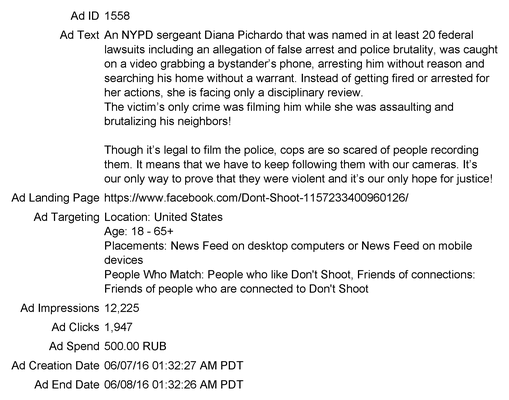 Ad ID 1558
Ad Text An NYPD sergeant Diana Pichardo that was named in at least 20 federal
lawsuits including an allegation of false arrest and police brutality, was caught
on a video grabbing a bystander's phone, arresting him without reason and
searching his home without a warrant. Instead of getting fired or arrested for
her actions, she is facing only a disciplinary review.
The victim's only crime was filming him while she was assaulting and
brutalizing his neighbors!
Though it's legal to film the police, cops are so scared of people recording
them. It means that we have to keep following them with our cameras. It's
our only way to prove that they were violent and it's our only hope for justice!
Ad Landing Page https://www.facebook.com/Dont-Shoot-1157233400960126/
Ad Targeting Location: United States
Age: 18 - 65+
Placements: News Feed on desktop computers or News Feed on mobile
devices
People Who Match: People who like Don't Shoot, Friends of connections:
Friends of people who are connected to Don't Shoot
Ad Impressions 12,225
Ad Clicks 1,947
Ad Spend 500.00 RUB
Ad Creation Date 06/07/16 01:32:27 AM PDT
Ad End Date 06/08/16 01:32:26 AM PDT